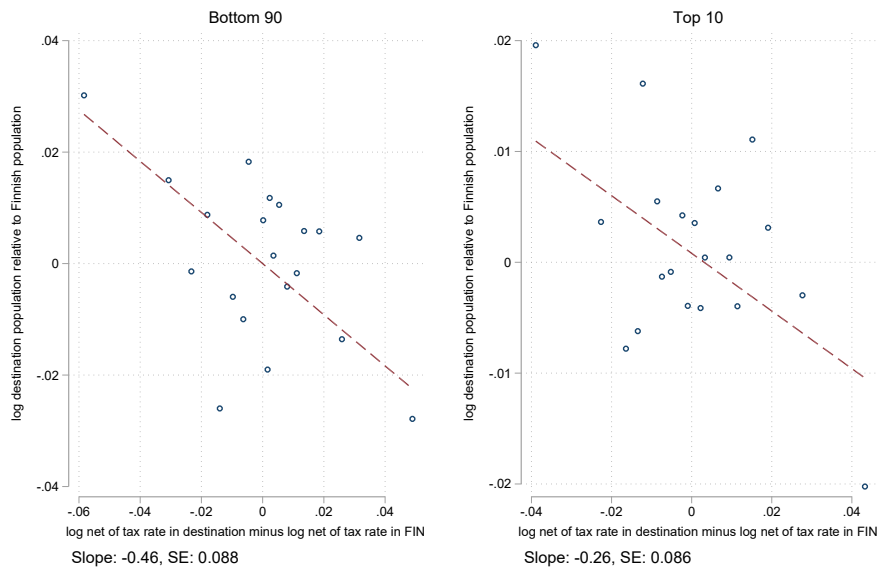 Bottom 90
log destination population relative to Finnish population
.04
.02
0
-.02
-.04
-.06
-.04
-.02
0
.02
.04
log net of tax rate in destination minus log net of tax rate in FIN
Slope: -0.46, SE: 0.088
Top 10
log destination population relative to Finnish population
.02
.01
0
-.01
-.02
-.04
-.02
0
.02
.04
log net of tax rate in destination minus log net of tax rate in FIN
Slope: -0.26, SE: 0.086